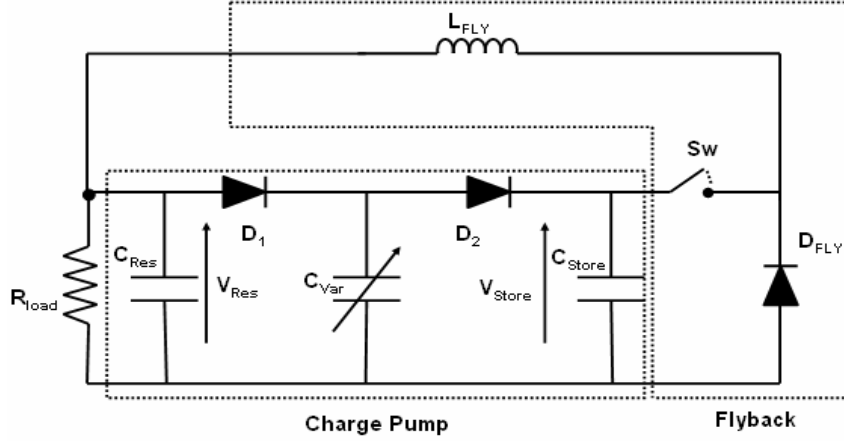 L_FLY
Sw
D_1
D_2
D_FLY
C_Res
V_Res
C_Var
V_Store
C_Store
R_load
Charge Pump
Flyback